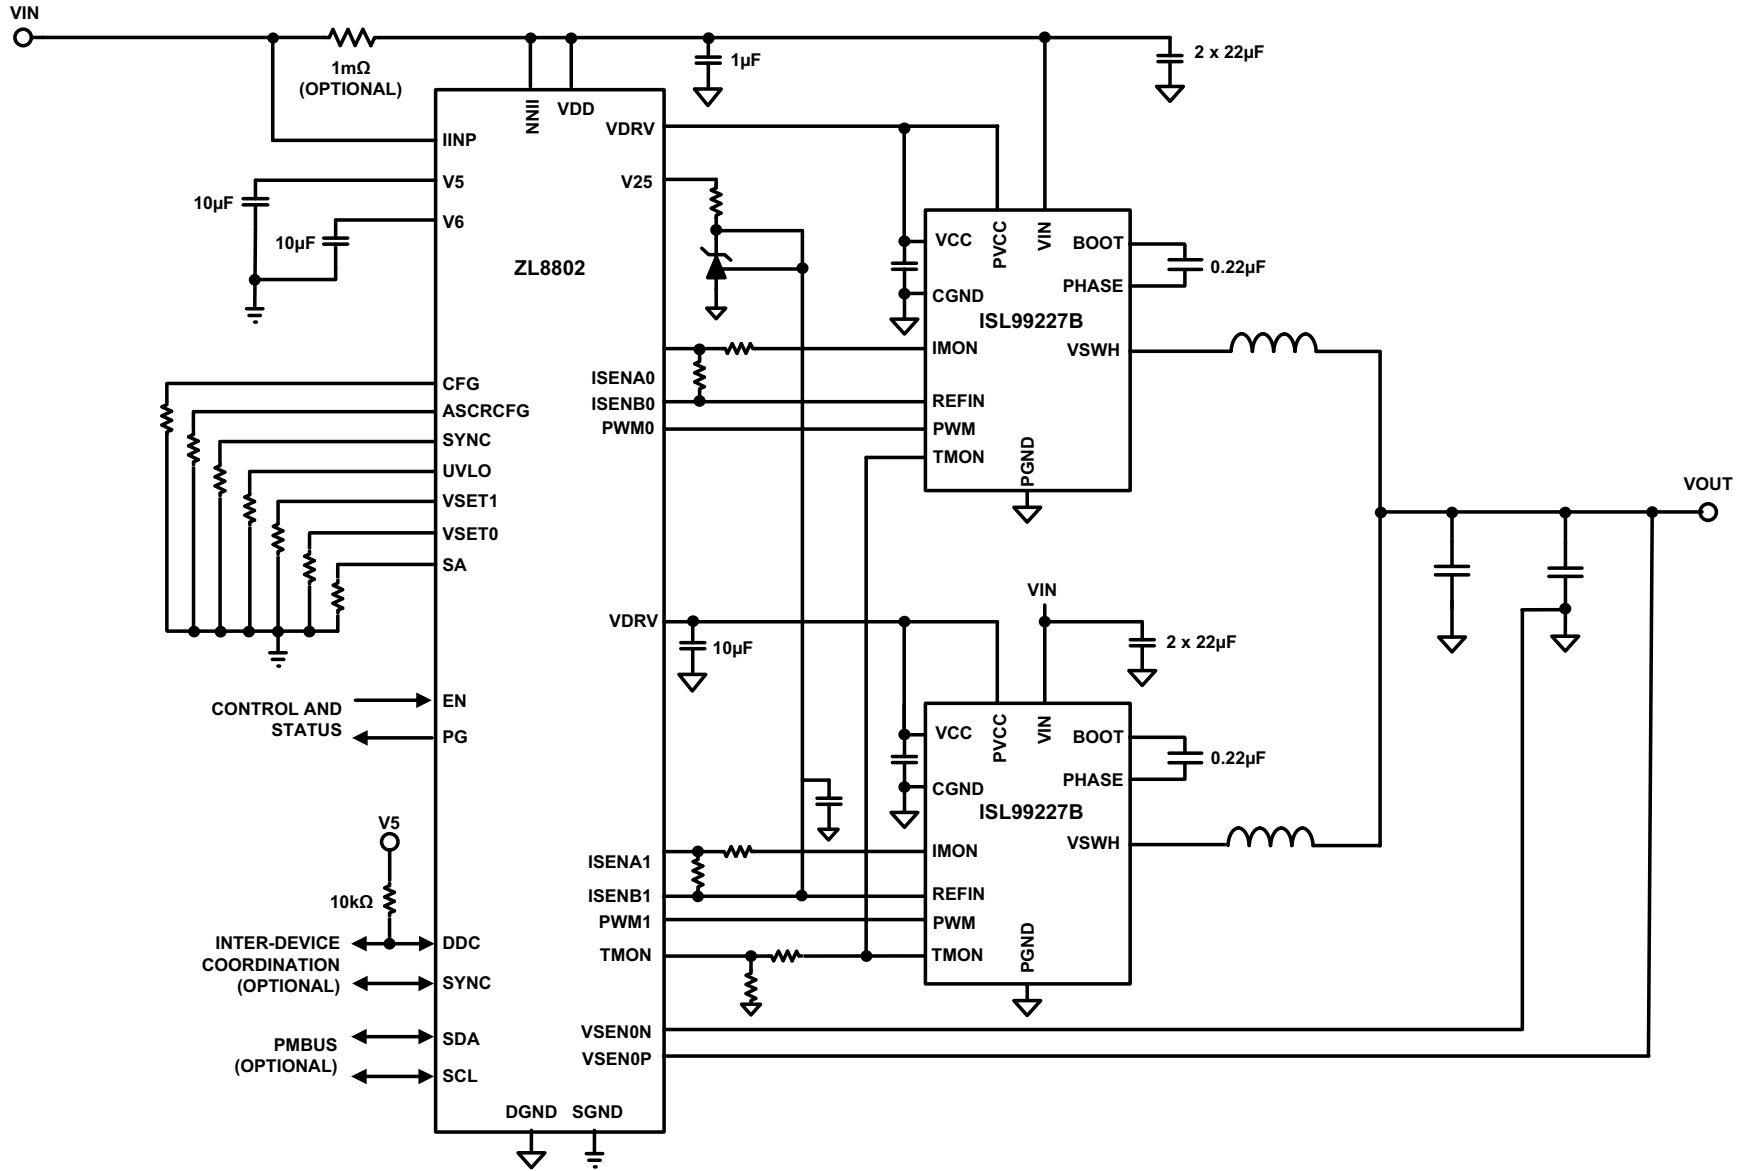 VIN
1mΩ
(OPTIONAL)
1µF
2 x 22µF
IINN
VDD
IINP
V5
V6
10µF
10µF
ZL8802
VDRV
V25
VCC
PVCC
VIN
BOOT
PHASE
0.22µF
CGND
ISL99227B
IMON
VSWH
REFIN
PWM
TMON
PGND
ISENA0
ISENB0
PWM0
CFG
ASCRCFG
SYNC
UVLO
VSET1
VSET0
SA
VOUT
VDRV
10µF
VIN
2 x 22µF
CONTROL AND
STATUS
EN
PG
VCC
PVCC
VIN
BOOT
PHASE
0.22µF
CGND
ISL99227B
IMON
VSWH
REFIN
PWM
TMON
PGND
ISENA1
ISENB1
PWM1
TMON
VSEN0N
VSEN0P
V5
10kΩ
INTER-DEVICE
COORDINATION
(OPTIONAL)
DDC
SYNC
PMBUS
(OPTIONAL)
SDA
SCL
DGND
SGND